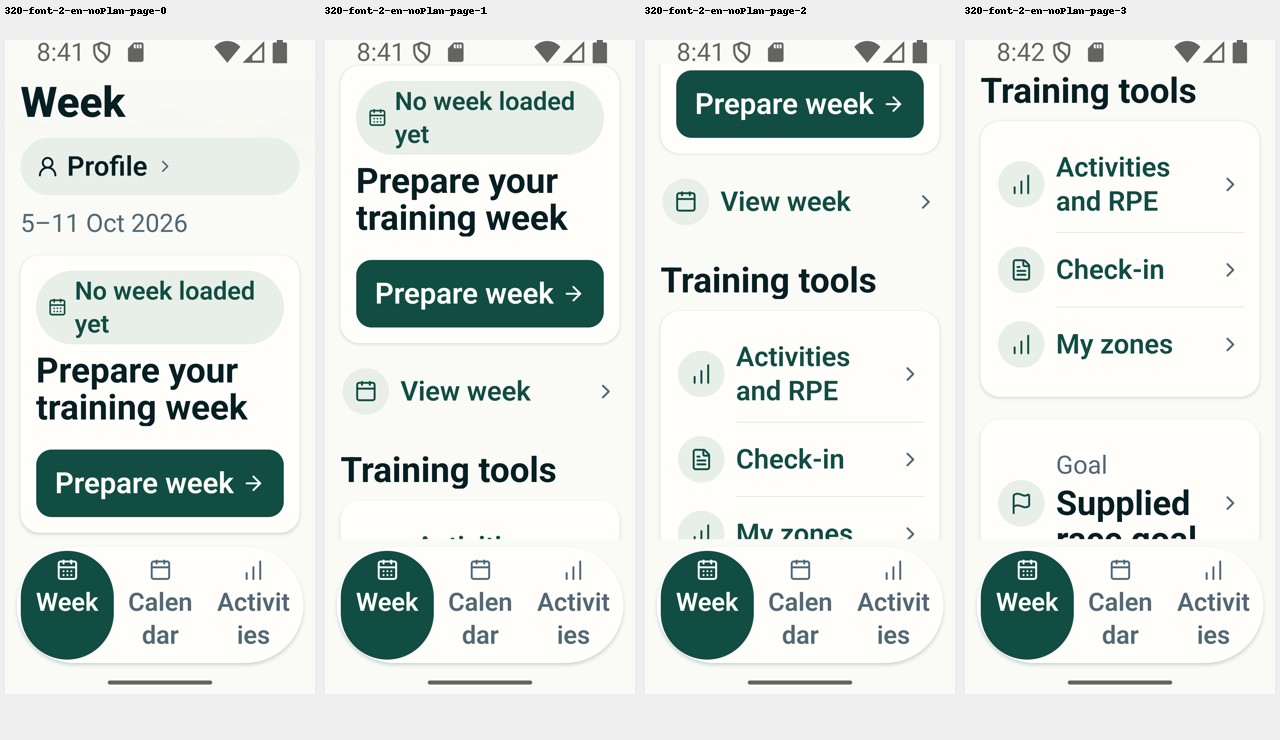 320-font-2-en-noPlan-page-0
8:41
Week
Profile
5–11 Oct 2026
No week loaded
yet
Prepare your
training week
Prepare week
Week
Calen
dar
Activit
ies
320-font-2-en-noPlan-page-1
8:41
No week loaded
yet
Prepare your
training week
Prepare week
View week
Training tools
Week
Calen
dar
Activit
ies
320-font-2-en-noPlan-page-2
8:41
Prepare week
View week
Training tools
Activities
and RPE
Check-in
My zones
Week
Calen
dar
Activit
ies
320-font-2-en-noPlan-page-3
8:42
Training tools
Activities
and RPE
Check-in
My zones
Goal
Supplied
race goal
Week
Calen
dar
Activit
ies